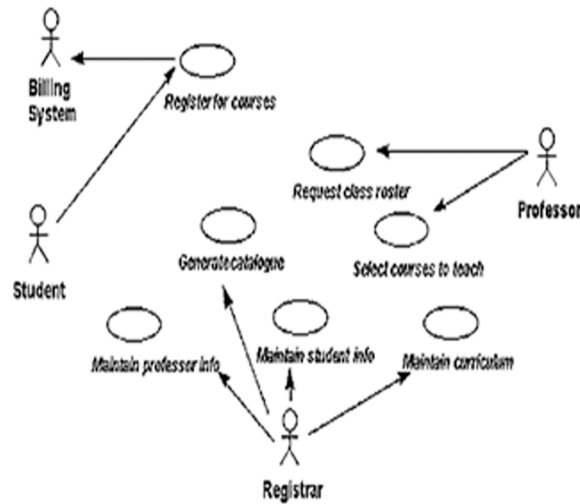 Billing
System
Register for courses
Request class roster
Professor
Student
Generate catalogue
Select courses to teach
Maintain professor info
Maintain student info
Maintain curriculum
Registrar